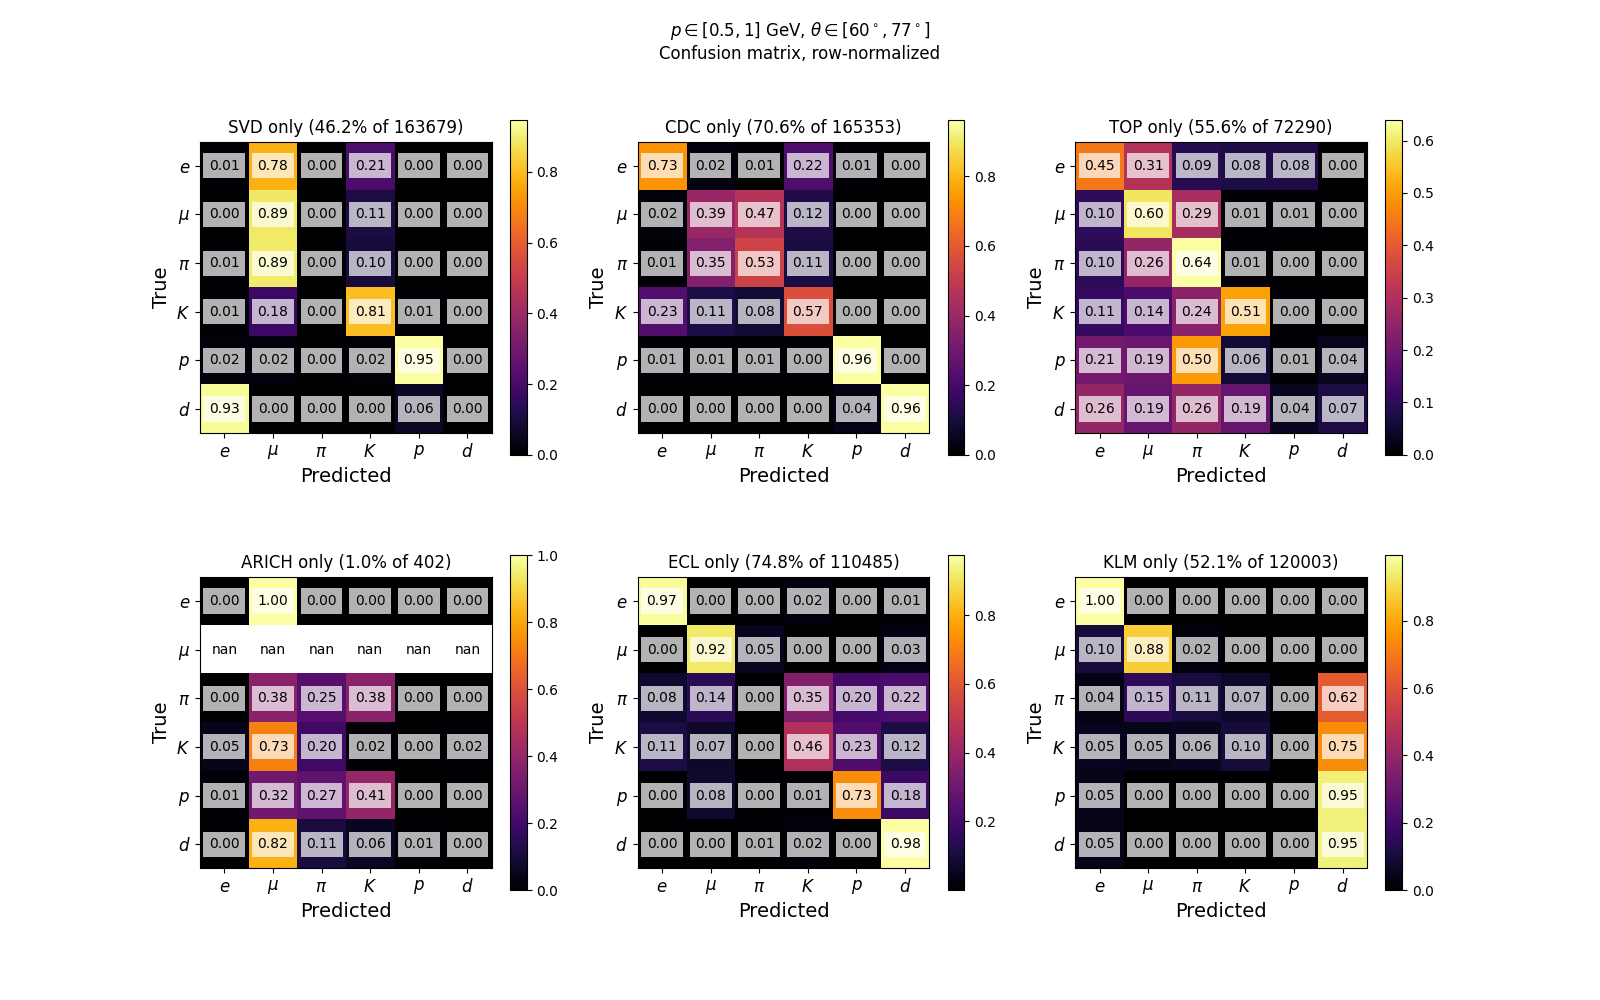 p ∈ [0.5, 1] GeV, θ ∈ [60°, 77°]
Confusion matrix, row-normalized
SVD only (46.2% of 163679)
True
e 0.01 0.78 0.00 0.21 0.00 0.00
μ 0.00 0.89 0.00 0.11 0.00 0.00
π 0.01 0.89 0.00 0.10 0.00 0.00
K 0.01 0.18 0.00 0.81 0.01 0.00
p 0.02 0.02 0.00 0.02 0.95 0.00
d 0.93 0.00 0.00 0.00 0.06 0.00
e μ π K p d
Predicted
0.8
0.6
0.4
0.2
0.0
CDC only (70.6% of 165353)
True
e 0.73 0.02 0.01 0.22 0.01 0.00
μ 0.02 0.39 0.47 0.12 0.00 0.00
π 0.01 0.35 0.53 0.11 0.00 0.00
K 0.23 0.11 0.08 0.57 0.00 0.00
p 0.01 0.01 0.01 0.00 0.96 0.00
d 0.00 0.00 0.00 0.00 0.04 0.96
e μ π K p d
Predicted
0.8
0.6
0.4
0.2
0.0
TOP only (55.6% of 72290)
True
e 0.45 0.31 0.09 0.08 0.08 0.00
μ 0.10 0.60 0.29 0.01 0.01 0.00
π 0.10 0.26 0.64 0.01 0.00 0.00
K 0.11 0.14 0.24 0.51 0.00 0.00
p 0.21 0.19 0.50 0.06 0.01 0.04
d 0.26 0.19 0.26 0.19 0.04 0.07
e μ π K p d
Predicted
0.6
0.5
0.4
0.3
0.2
0.1
0.0
ARICH only (1.0% of 402)
True
e 0.00 1.00 0.00 0.00 0.00 0.00
μ nan nan nan nan nan nan
π 0.00 0.38 0.25 0.38 0.00 0.00
K 0.05 0.73 0.20 0.02 0.00 0.02
p 0.01 0.32 0.27 0.41 0.00 0.00
d 0.00 0.82 0.11 0.06 0.01 0.00
e μ π K p d
Predicted
1.0
0.8
0.6
0.4
0.2
0.0
ECL only (74.8% of 110485)
True
e 0.97 0.00 0.00 0.02 0.00 0.01
μ 0.00 0.92 0.05 0.00 0.00 0.03
π 0.08 0.14 0.00 0.35 0.20 0.22
K 0.11 0.07 0.00 0.46 0.23 0.12
p 0.00 0.08 0.00 0.01 0.73 0.18
d 0.00 0.00 0.01 0.02 0.00 0.98
e μ π K p d
Predicted
0.8
0.6
0.4
0.2
KLM only (52.1% of 120003)
True
e 1.00 0.00 0.00 0.00 0.00 0.00
μ 0.10 0.88 0.02 0.00 0.00 0.00
π 0.04 0.15 0.11 0.07 0.00 0.62
K 0.05 0.05 0.06 0.10 0.00 0.75
p 0.05 0.00 0.00 0.00 0.00 0.95
d 0.05 0.00 0.00 0.00 0.00 0.95
e μ π K p d
Predicted
0.8
0.6
0.4
0.2
0.0